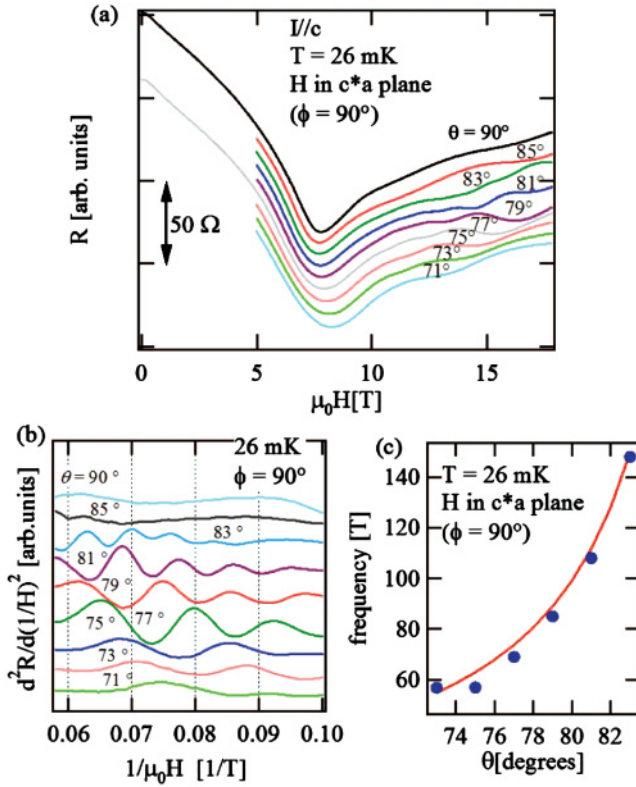 (a)
I//c
T = 26 mK
H in c*a plane
(ϕ = 90°)
θ = 90°
85°
83°
81°
79°
77°
75°
73°
71°
50 Ω
R [arb. units]
0
5
10
15
μ₀H[T]
(b)
26 mK
ϕ = 90°
θ = 90 °
85 °
83 °
81 °
79 °
75 °
77 °
73 °
71 °
d²R/d(1/H)² [arb.units]
0.06
0.07
0.08
0.09
0.10
1/μ₀H [1/T]
(c)
T = 26 mK
H in c*a plane
(ϕ = 90°)
frequency [T]
140
120
100
80
60
74
76
78
80
82
θ[degrees]